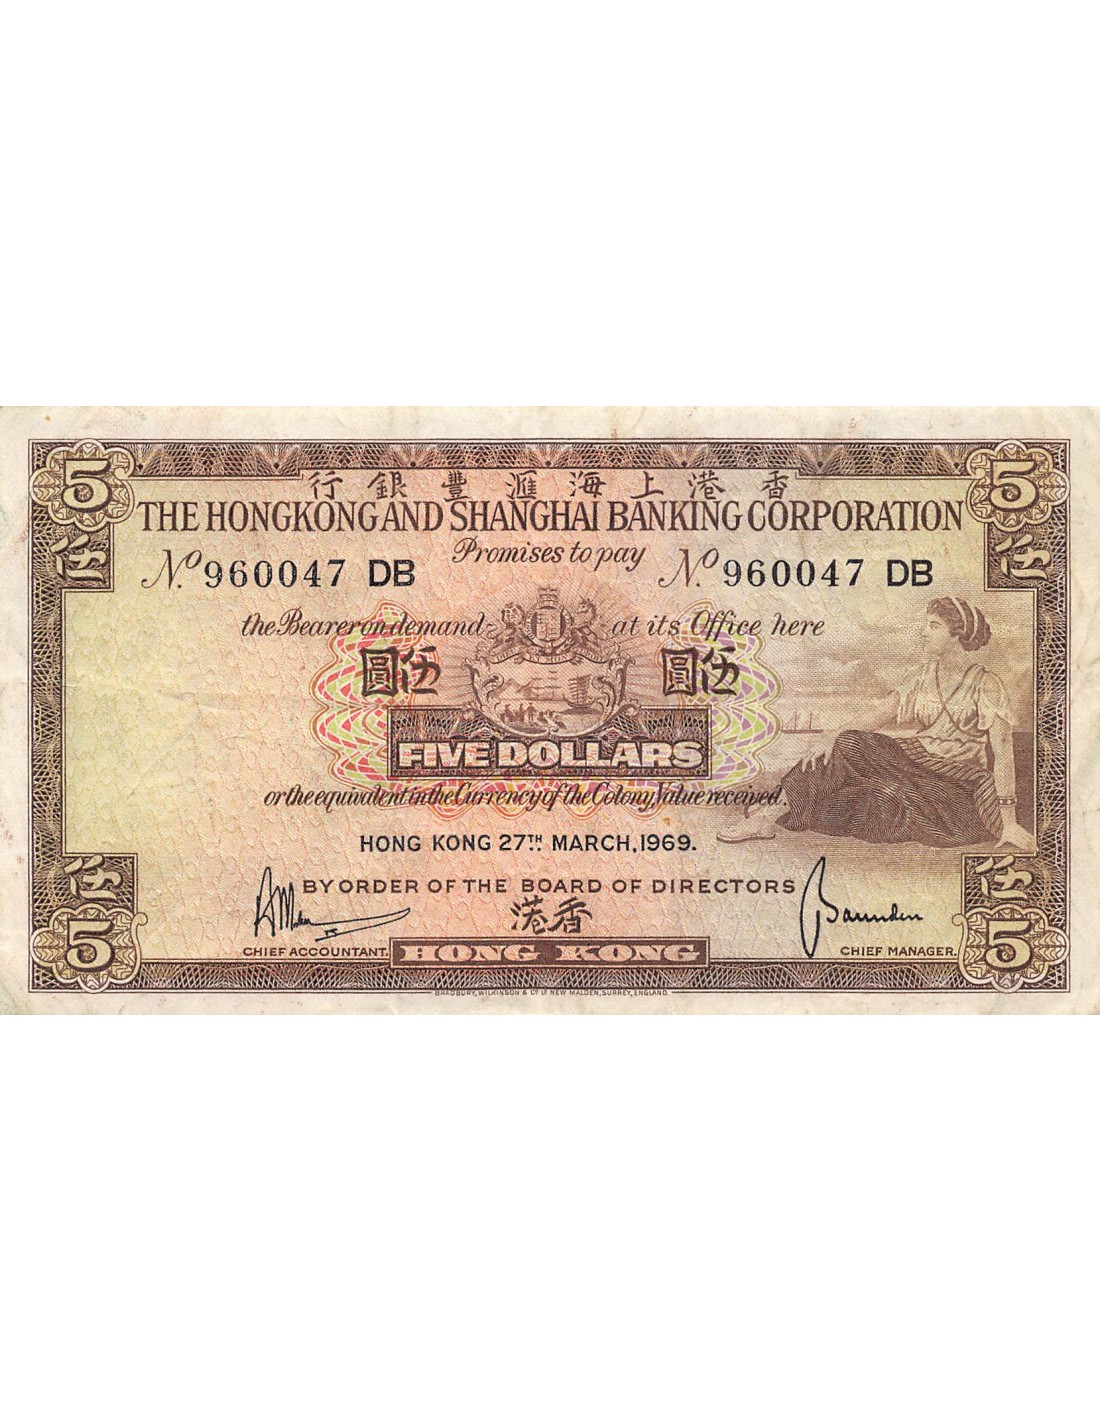 5 5
行銀豐滙海上港香
THE HONGKONG AND SHANGHAI BANKING CORPORATION
伍 伍
Promises to pay
No. 960047 DB No. 960047 DB
the Bearer on demand at its Office here
圓伍 圓伍
FIVE DOLLARS
or the equivalent in the Currency of the Colony, Value received.
HONG KONG 27TH MARCH, 1969.
伍 伍
BY ORDER OF THE BOARD OF DIRECTORS
港香
5 5
CHIEF ACCOUNTANT. HONG KONG CHIEF MANAGER.
BRADBURY, WILKINSON & Co. Ld. NEW MALDEN, SURREY, ENGLAND.